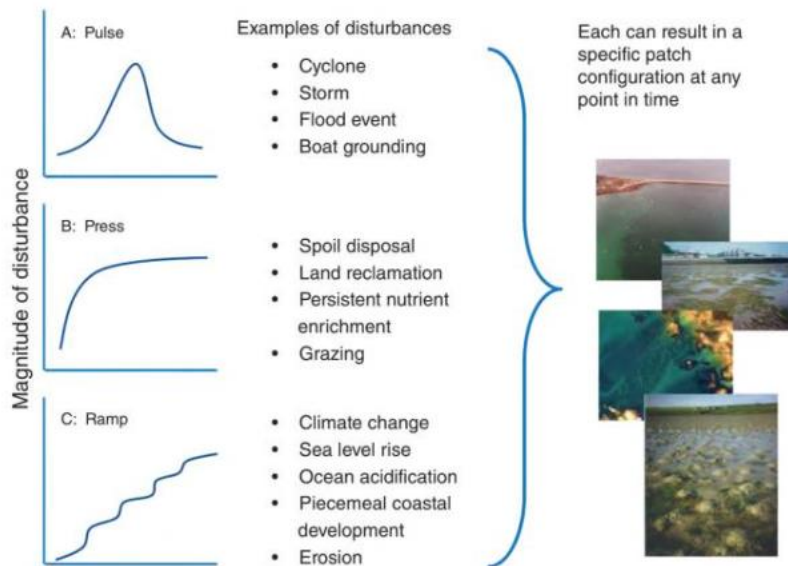 A: Pulse
Examples of disturbances
• Cyclone
• Storm
• Flood event
• Boat grounding
Each can result in a
specific patch
configuration at any
point in time
Magnitude of disturbance
B: Press
• Spoil disposal
• Land reclamation
• Persistent nutrient
enrichment
• Grazing
C: Ramp
• Climate change
• Sea level rise
• Ocean acidification
• Piecemeal coastal
development
• Erosion